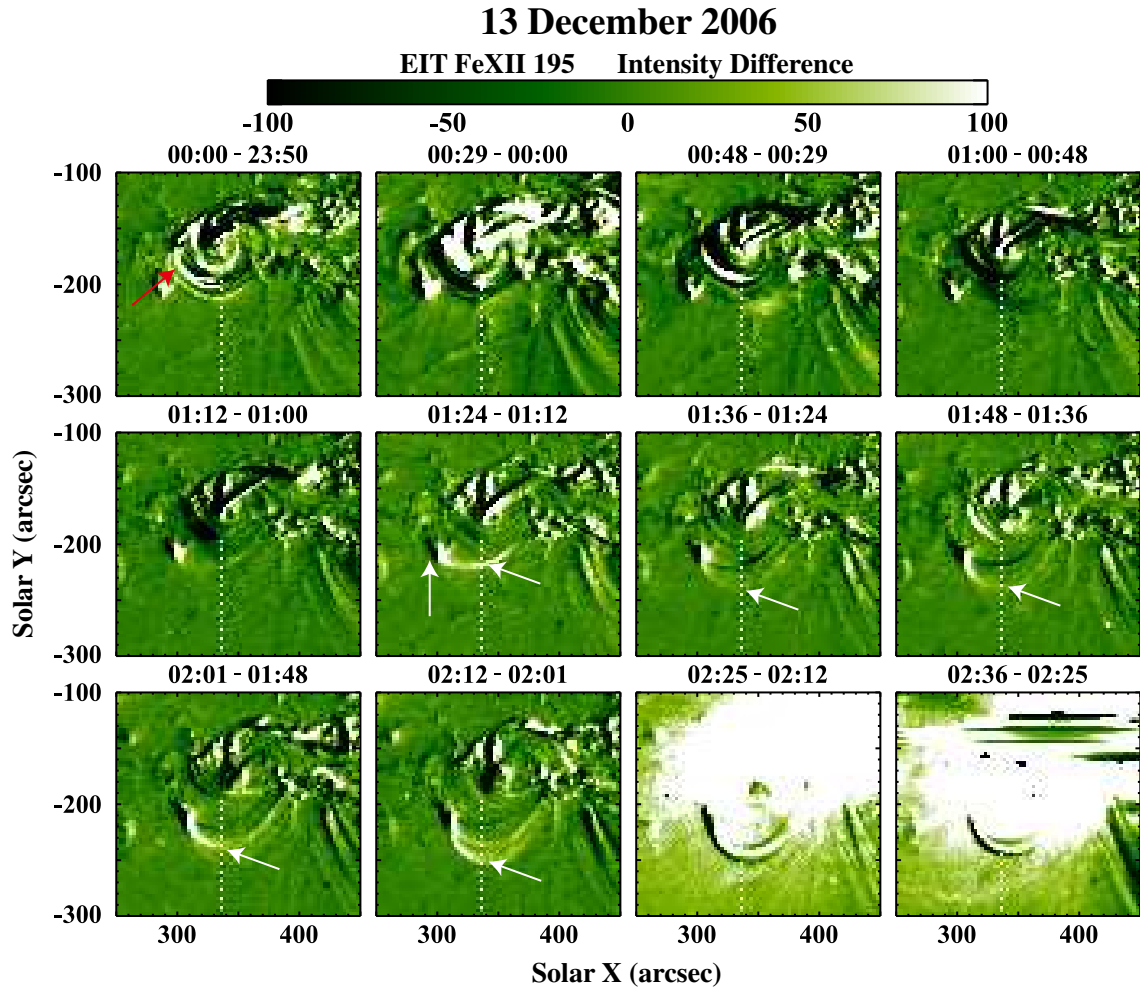 13 December 2006
EIT FeXII 195 Intensity Difference
-100 -50 0 50 100
00:00 - 23:50 00:29 - 00:00 00:48 - 00:29 01:00 - 00:48
-100
-200
-300
01:12 - 01:00 01:24 - 01:12 01:36 - 01:24 01:48 - 01:36
-100
-200
-300
Solar Y (arcsec)
02:01 - 01:48 02:12 - 02:01 02:25 - 02:12 02:36 - 02:25
-100
-200
-300
300 400 300 400 300 400 300 400
Solar X (arcsec)